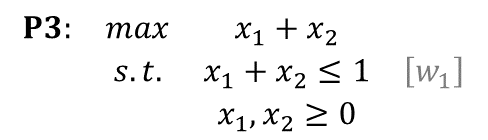 P3: max x₁ + x₂
s.t. x₁ + x₂ ≤ 1 [w₁]
x₁, x₂ ≥ 0